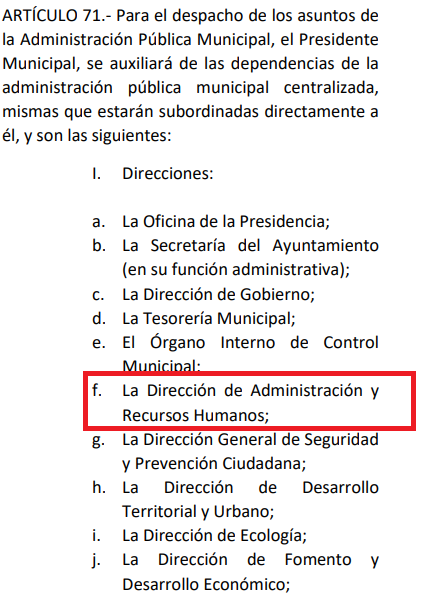 ARTÍCULO 71.- Para el despacho de los asuntos de
la Administración Pública Municipal, el Presidente
Municipal, se auxiliará de las dependencias de la
administración pública municipal centralizada,
mismas que estarán subordinadas directamente a
él, y son las siguientes:
I. Direcciones:
a. La Oficina de la Presidencia;
b. La Secretaría del Ayuntamiento
(en su función administrativa);
c. La Dirección de Gobierno;
d. La Tesorería Municipal;
e. El Órgano Interno de Control
Municipal;
f. La Dirección de Administración y
Recursos Humanos;
g. La Dirección General de Seguridad
y Prevención Ciudadana;
h. La Dirección de Desarrollo
Territorial y Urbano;
i. La Dirección de Ecología;
j. La Dirección de Fomento y
Desarrollo Económico;